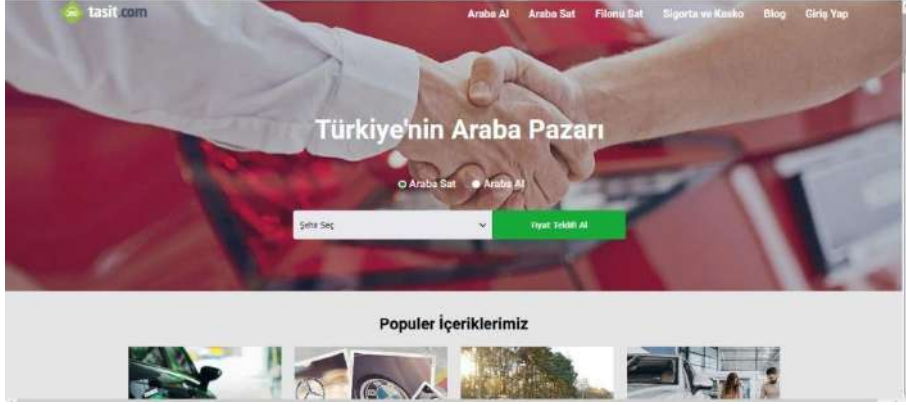 tasit.com
Araba Al Araba Sat Filonu Sat Sigorta ve Kasko Blog Giriş Yap
Türkiye'nin Araba Pazarı
Araba Sat Araba Al
Şehir Seç Fiyat Teklifi Al
Populer İçeriklerimiz